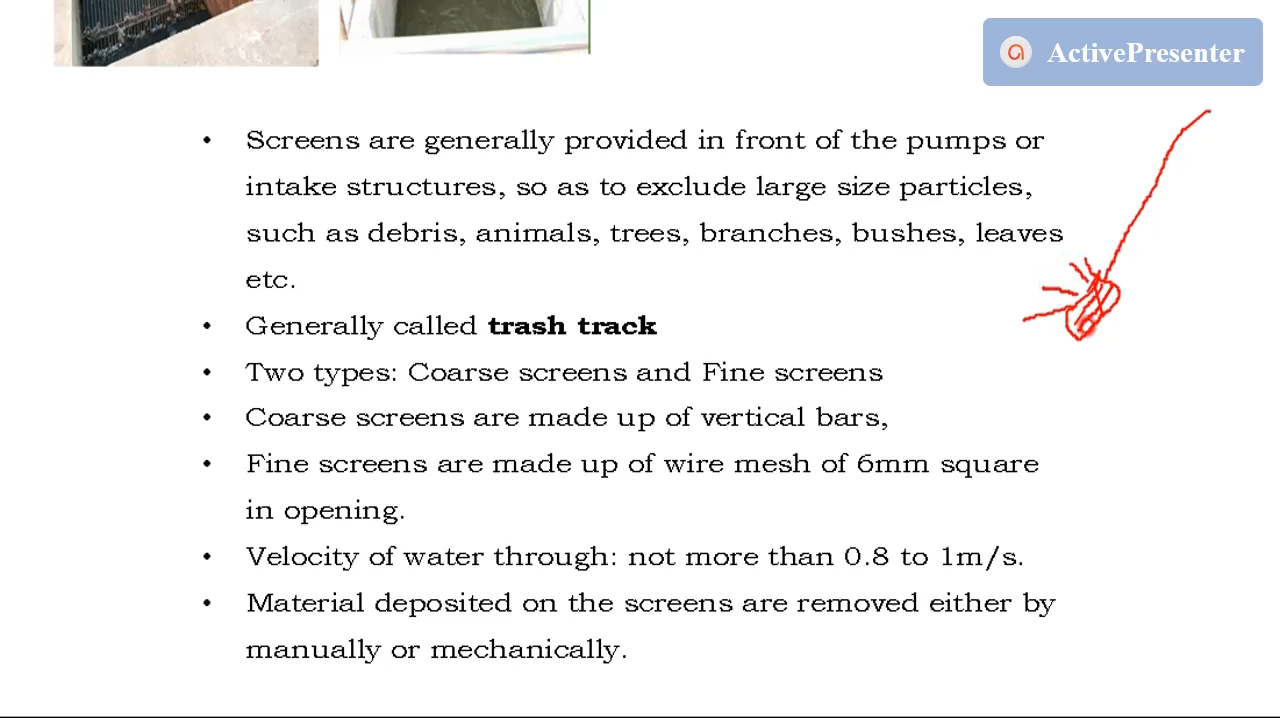 ActivePresenter
• Screens are generally provided in front of the pumps or
intake structures, so as to exclude large size particles,
such as debris, animals, trees, branches, bushes, leaves
etc.
• Generally called trash track
• Two types: Coarse screens and Fine screens
• Coarse screens are made up of vertical bars,
• Fine screens are made up of wire mesh of 6mm square
in opening.
• Velocity of water through: not more than 0.8 to 1m/s.
• Material deposited on the screens are removed either by
manually or mechanically.